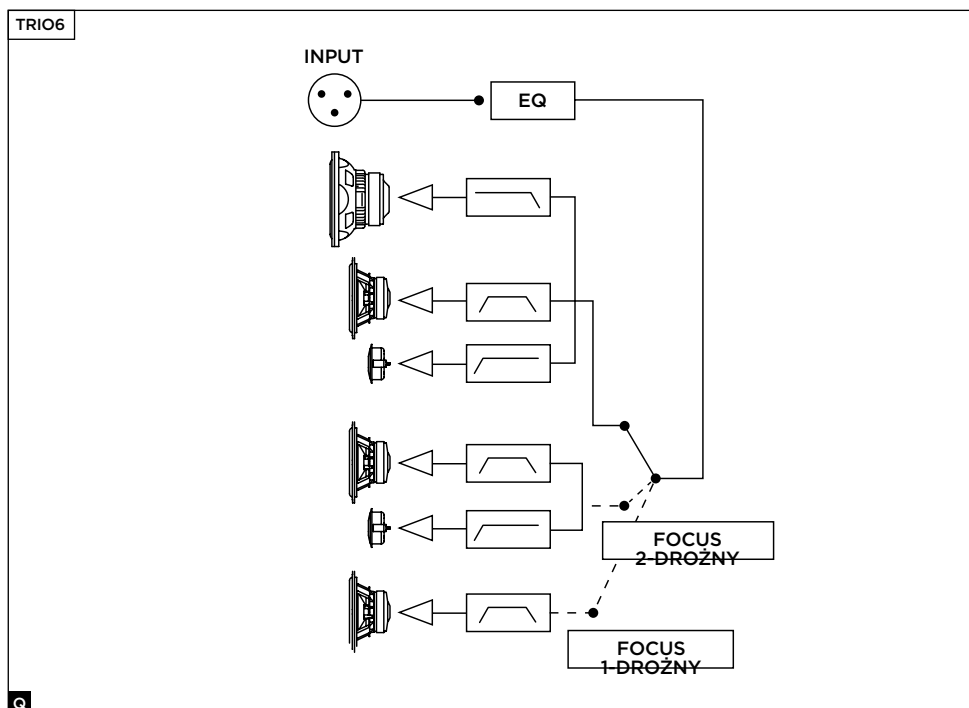 TRIO6
INPUT
EQ
FOCUS
2-DROŻNY
FOCUS
1-DROŻNY